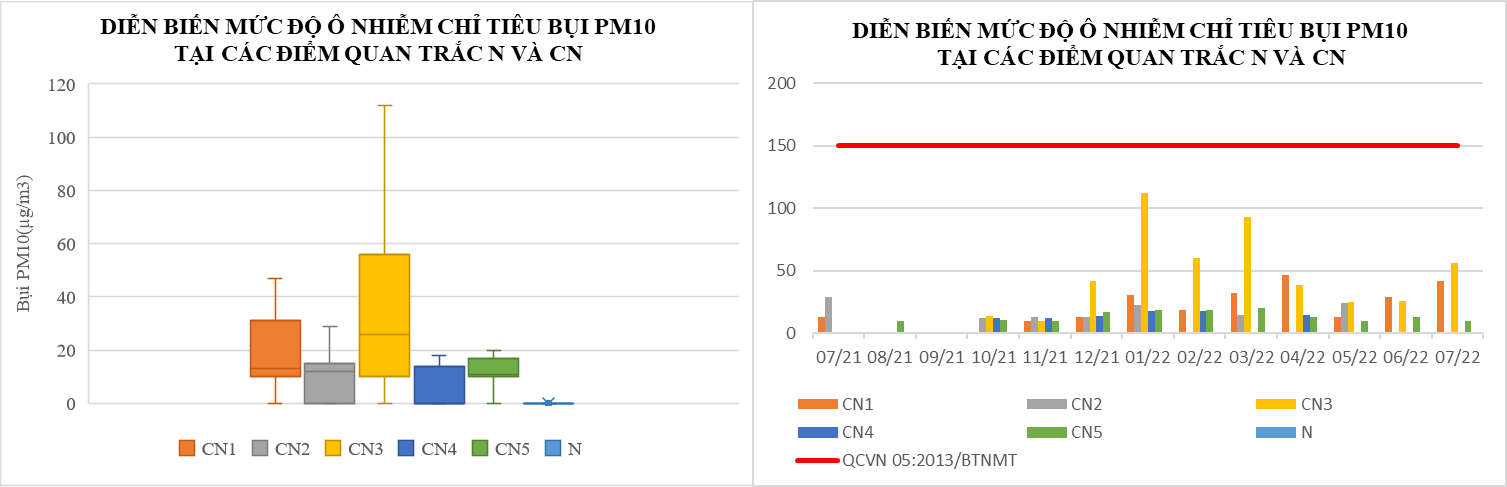 DIỄN BIẾN MỨC ĐỘ Ô NHIỄM CHỈ TIÊU BỤI PM10
TẠI CÁC ĐIỂM QUAN TRẮC N VÀ CN
120
100
80
60
40
20
0
Bụi PM10(µg/m3)
CN1 CN2 CN3 CN4 CN5 N
DIỄN BIẾN MỨC ĐỘ Ô NHIỄM CHỈ TIÊU BỤI PM10
TẠI CÁC ĐIỂM QUAN TRẮC N VÀ CN
200
150
100
50
0
07/21 08/21 09/21 10/21 11/21 12/21 01/22 02/22 03/22 04/22 05/22 06/22 07/22
CN1 CN2 CN3
CN4 CN5 N
QCVN 05:2013/BTNMT